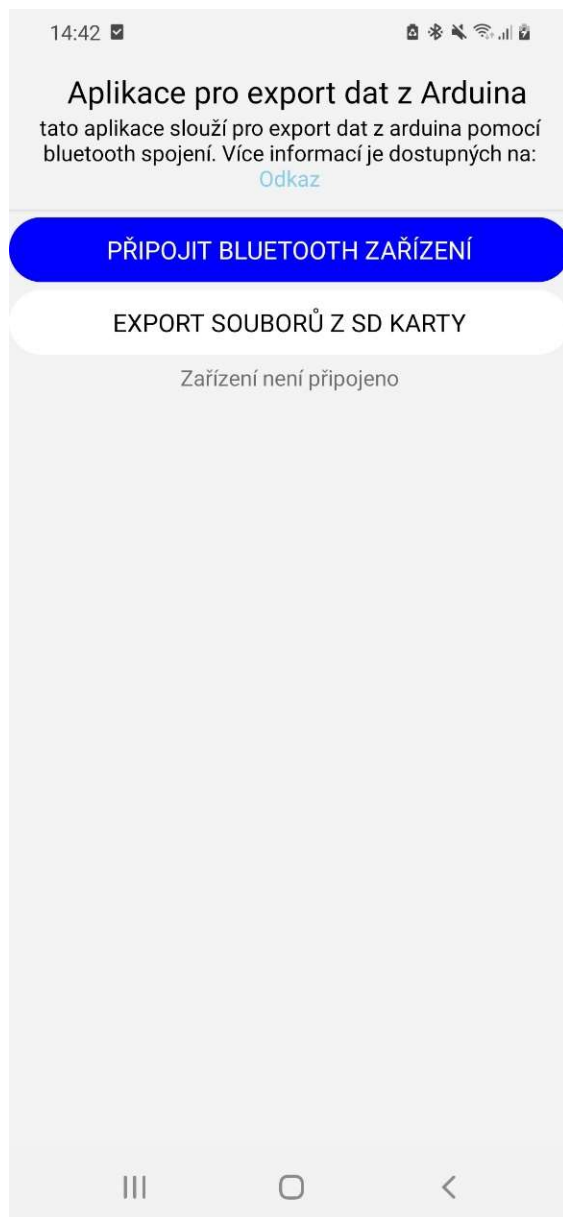 14:42
Aplikace pro export dat z Arduina
tato aplikace slouží pro export dat z arduina pomocí
bluetooth spojení. Více informací je dostupných na:
Odkaz
PŘIPOJIT BLUETOOTH ZAŘÍZENÍ
EXPORT SOUBORŮ Z SD KARTY
Zařízení není připojeno